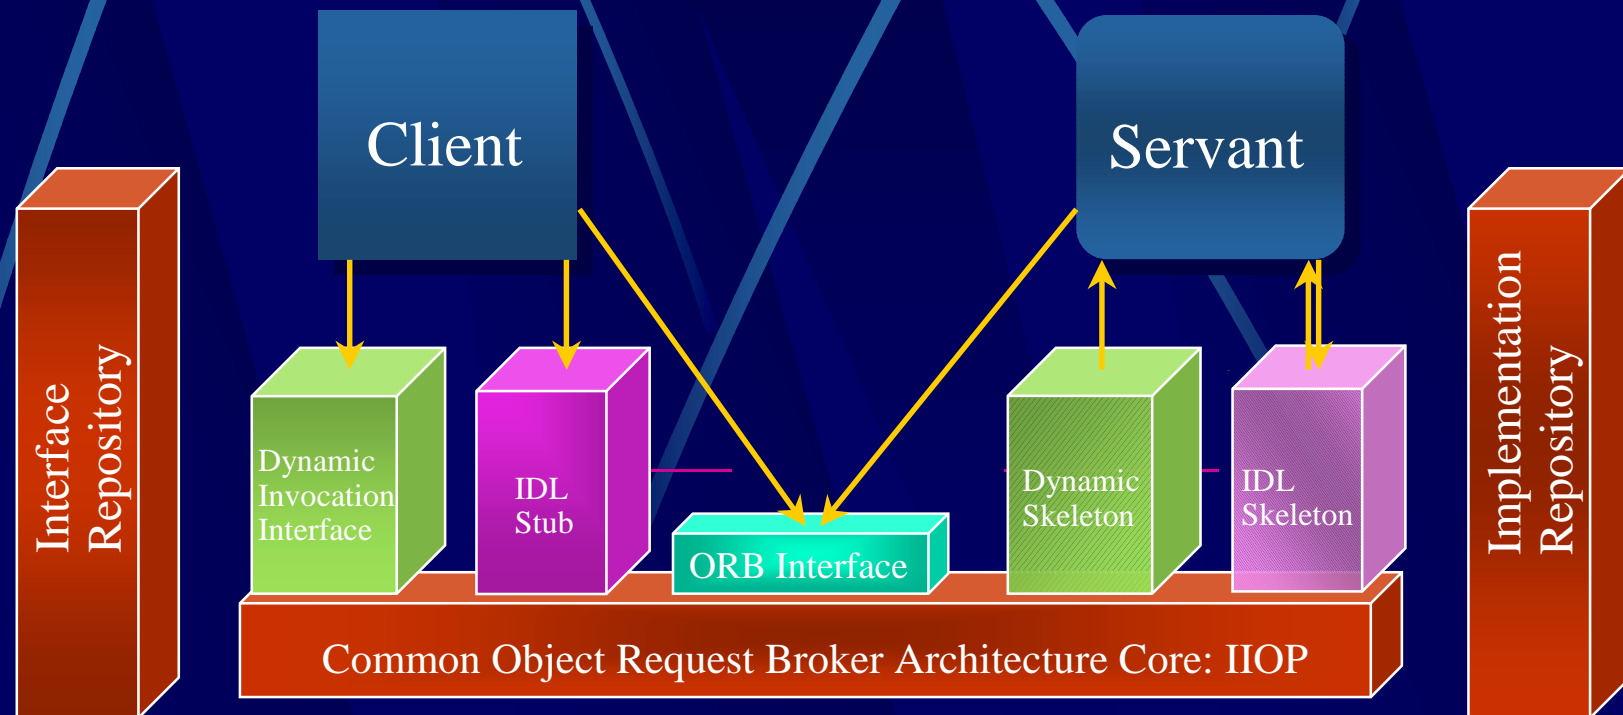 Client
Servant
Interface
Repository
Dynamic
Invocation
Interface
IDL
Stub
ORB Interface
Dynamic
Skeleton
IDL
Skeleton
Implementation
Repository
Common Object Request Broker Architecture Core: IIOP